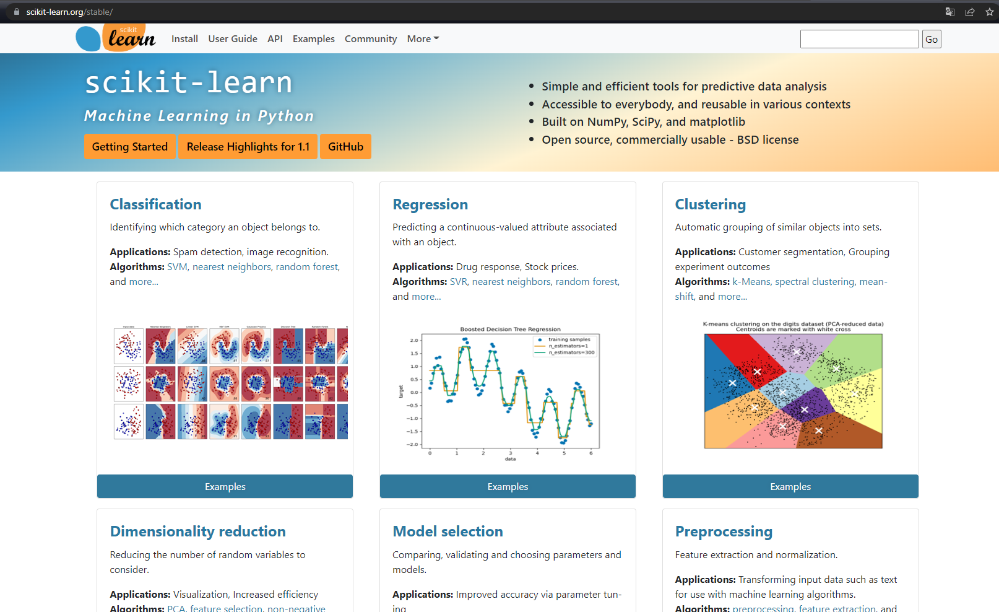 scikit-learn.org/stable/
scikit
learn
Install User Guide API Examples Community More
Go
scikit-learn
Machine Learning in Python
Getting Started Release Highlights for 1.1 GitHub
Simple and efficient tools for predictive data analysis
Accessible to everybody, and reusable in various contexts
Built on NumPy, SciPy, and matplotlib
Open source, commercially usable - BSD license
Classification
Identifying which category an object belongs to.
Applications: Spam detection, image recognition.
Algorithms: SVM, nearest neighbors, random forest,
and more...
Input data Nearest Neighbors Linear SVM RBF SVM Gaussian Process Decision Tree Random Forest
Examples
Regression
Predicting a continuous-valued attribute associated
with an object.
Applications: Drug response, Stock prices.
Algorithms: SVR, nearest neighbors, random forest,
and more...
Boosted Decision Tree Regression
training samples
n_estimators=1
n_estimators=300
2.0
1.5
1.0
0.5
0.0
−0.5
−1.0
−1.5
−2.0
target
0 1 2 3 4 5 6
data
Examples
Clustering
Automatic grouping of similar objects into sets.
Applications: Customer segmentation, Grouping
experiment outcomes
Algorithms: k-Means, spectral clustering, mean-
shift, and more...
K-means clustering on the digits dataset (PCA-reduced data)
Centroids are marked with white cross
Examples
Dimensionality reduction
Reducing the number of random variables to
consider.
Applications: Visualization, Increased efficiency
Algorithms: PCA, feature selection, non-negative
Model selection
Comparing, validating and choosing parameters and
models.
Applications: Improved accuracy via parameter tun-
ing
Preprocessing
Feature extraction and normalization.
Applications: Transforming input data such as text
for use with machine learning algorithms.
Algorithms: preprocessing, feature extraction, and